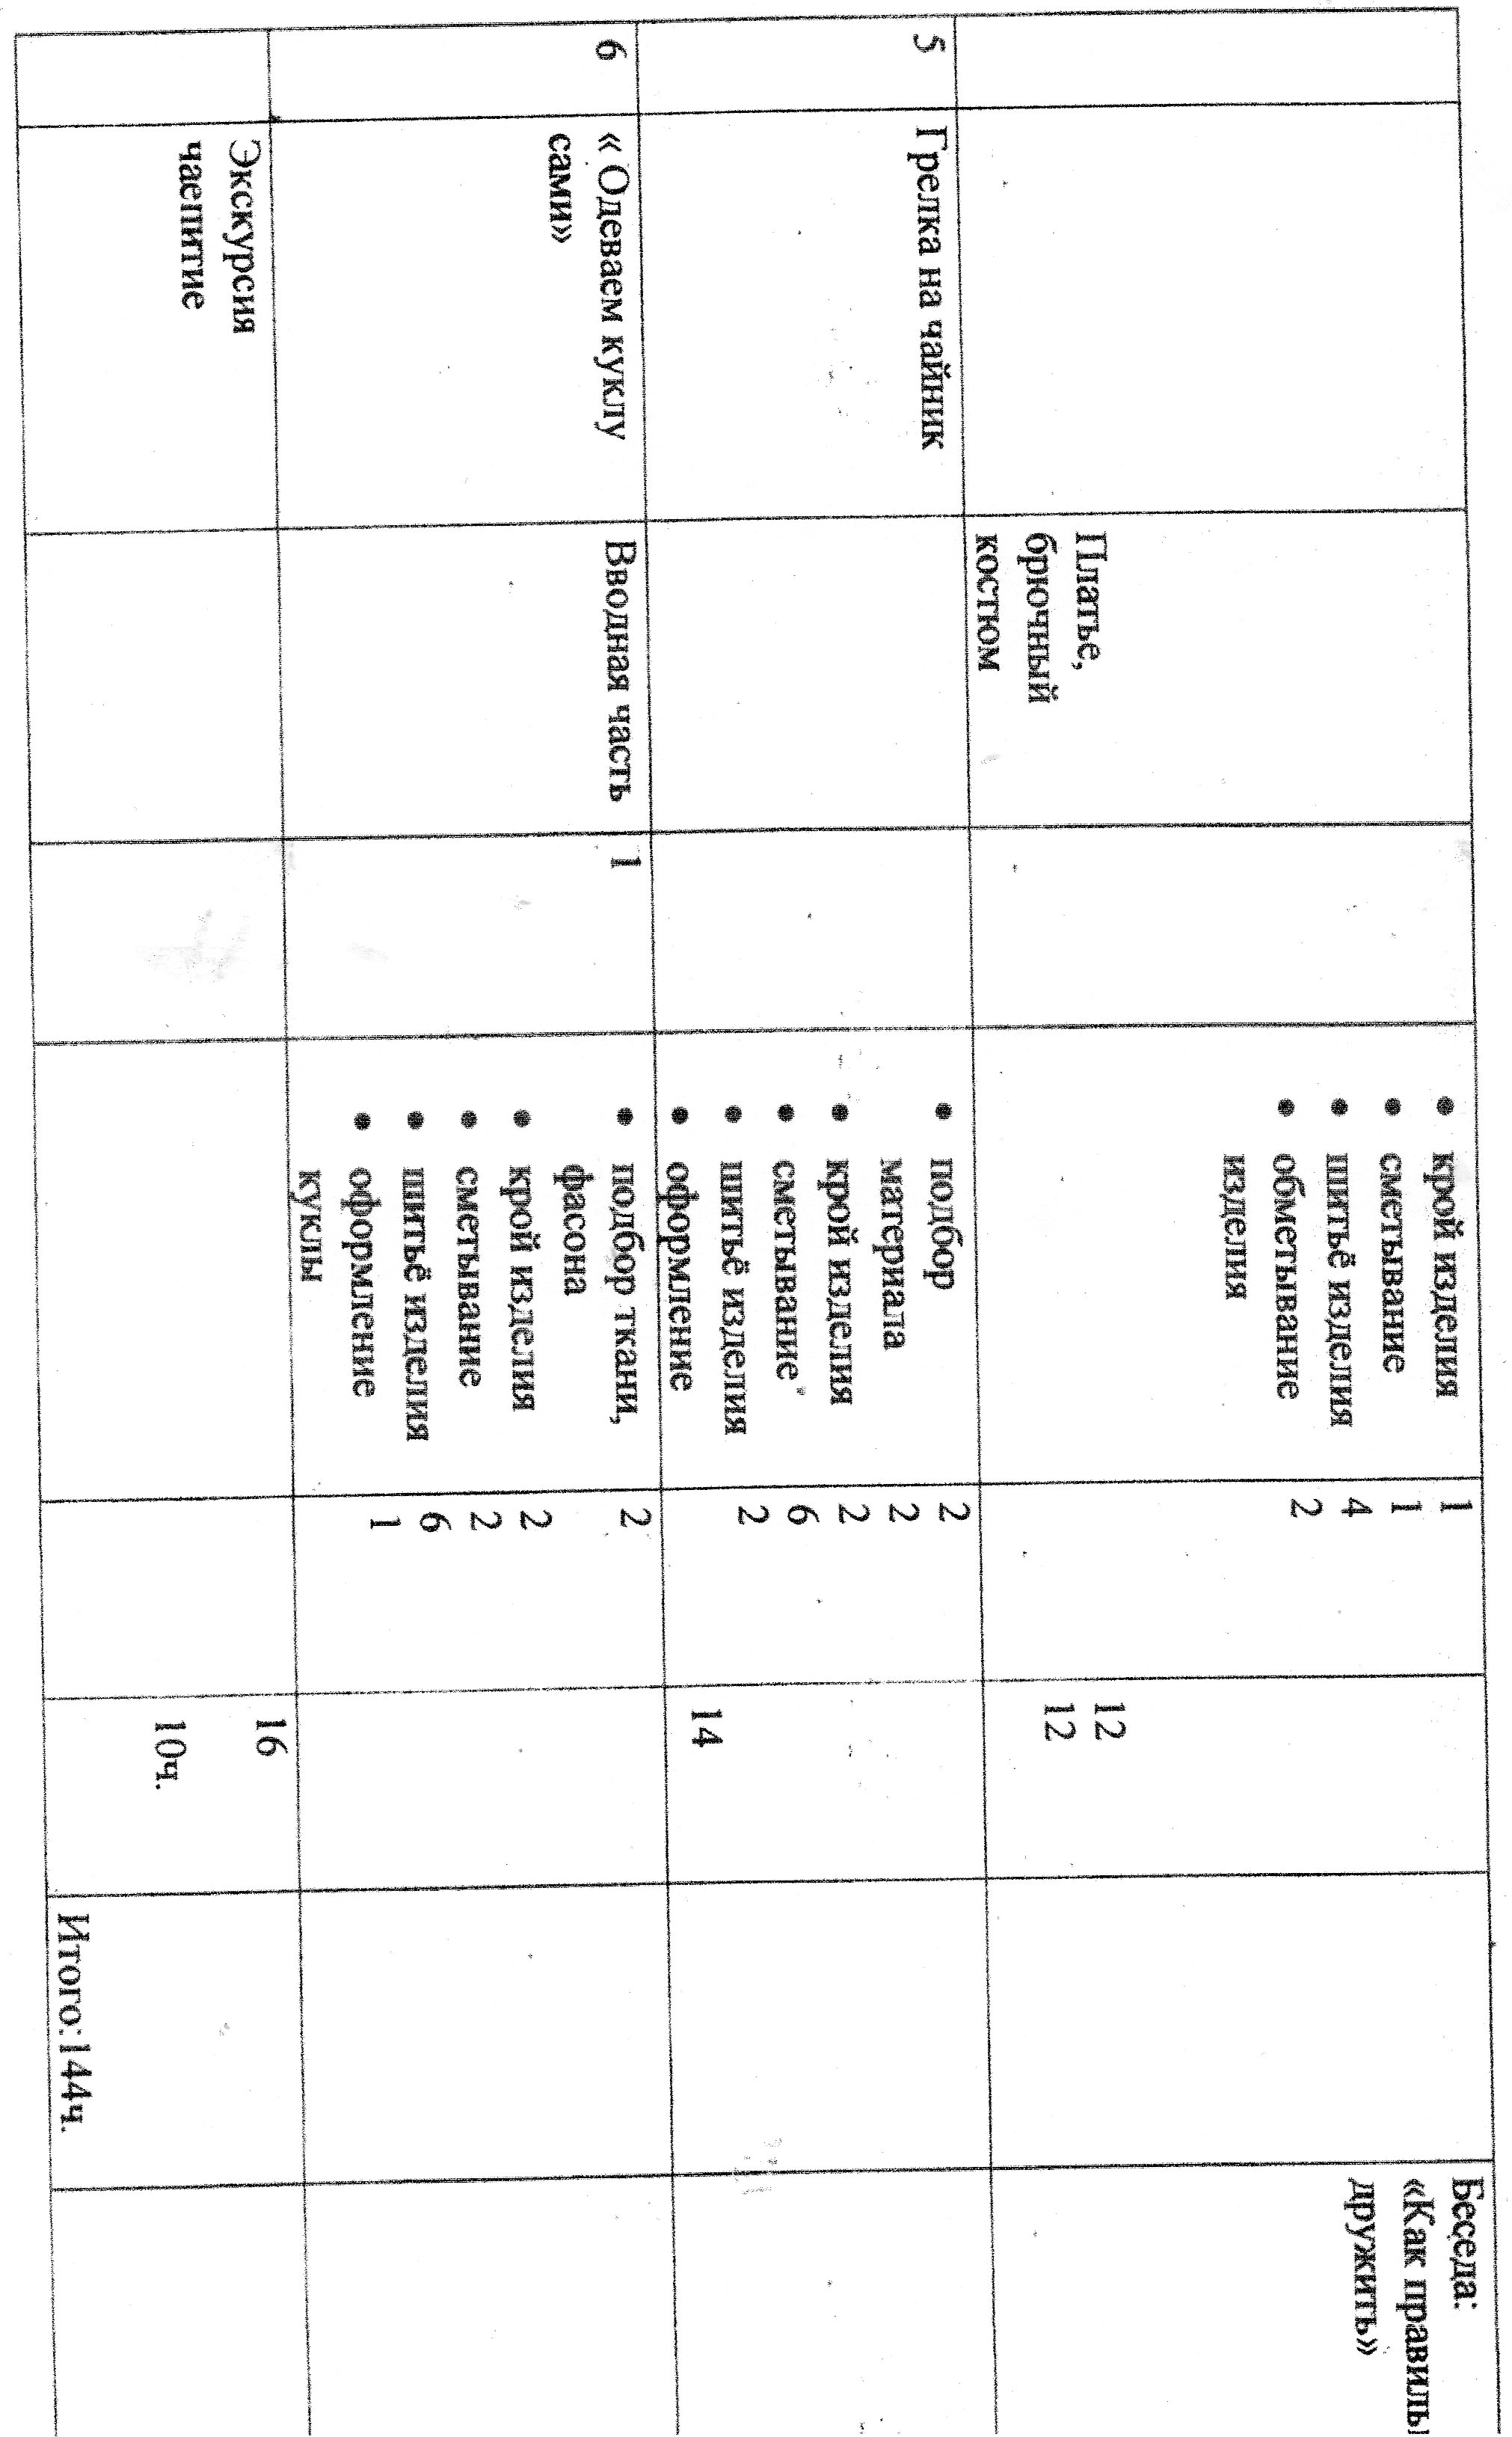 крой изделия 1
сметывание 1
шитьё изделия 4
обметывание 2
изделия
Беседа:
«Как правиль
дружить»
Платье, 12
брючный 12
костюм
5 Грелка на чайник
подбор 2
материала 2
крой изделия 2
сметывание 6
шитьё изделия 2
оформление
14
6 « Одеваем куклу
сами»
Вводная часть 1
подбор ткани, 2
фасона
крой изделия 2
сметывание 2
шитьё изделия 6
оформление 1
куклы
Экскурсия
чаепитие
16
10ч.
Итого:144ч.